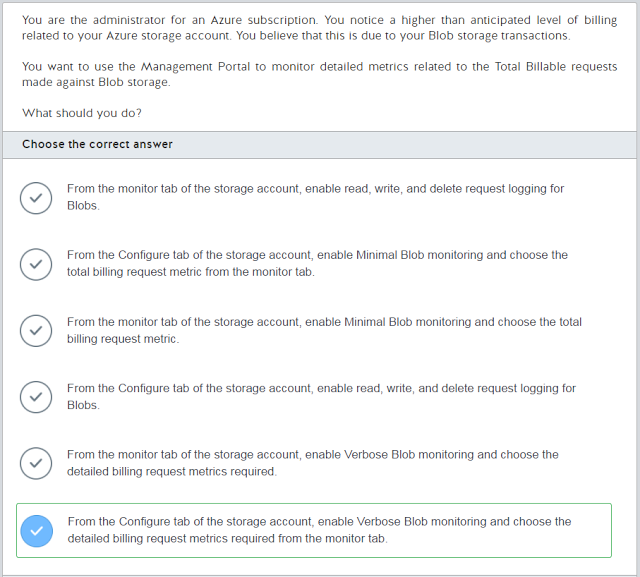 You are the administrator for an Azure subscription. You notice a higher than anticipated level of billing
related to your Azure storage account. You believe that this is due to your Blob storage transactions.
You want to use the Management Portal to monitor detailed metrics related to the Total Billable requests
made against Blob storage.
What should you do?
Choose the correct answer
From the monitor tab of the storage account, enable read, write, and delete request logging for
Blobs.
From the Configure tab of the storage account, enable Minimal Blob monitoring and choose the
total billing request metric from the monitor tab.
From the monitor tab of the storage account, enable Minimal Blob monitoring and choose the total
billing request metric.
From the Configure tab of the storage account, enable read, write, and delete request logging for
Blobs.
From the monitor tab of the storage account, enable Verbose Blob monitoring and choose the
detailed billing request metrics required.
From the Configure tab of the storage account, enable Verbose Blob monitoring and choose the
detailed billing request metrics required from the monitor tab.